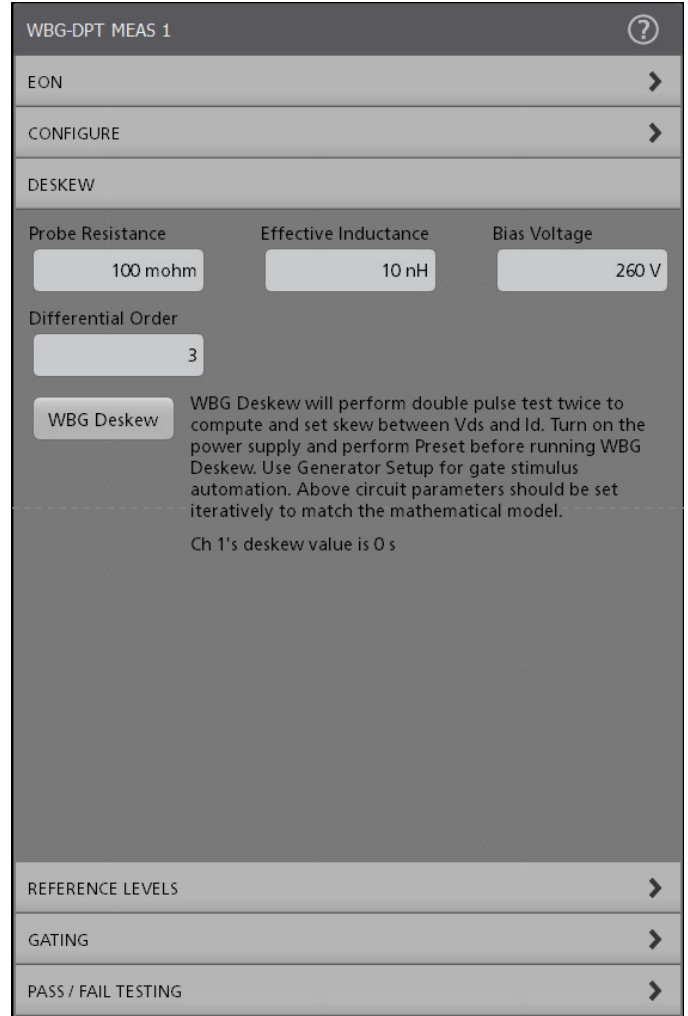 WBG-DPT MEAS 1
?
EON
CONFIGURE
DESKEW
Probe Resistance Effective Inductance Bias Voltage
100 mohm 10 nH 260 V
Differential Order
3
WBG Deskew
WBG Deskew will perform double pulse test twice to
compute and set skew between Vds and Id. Turn on the
power supply and perform Preset before running WBG
Deskew. Use Generator Setup for gate stimulus
automation. Above circuit parameters should be set
iteratively to match the mathematical model.
Ch 1's deskew value is 0 s
REFERENCE LEVELS
GATING
PASS / FAIL TESTING